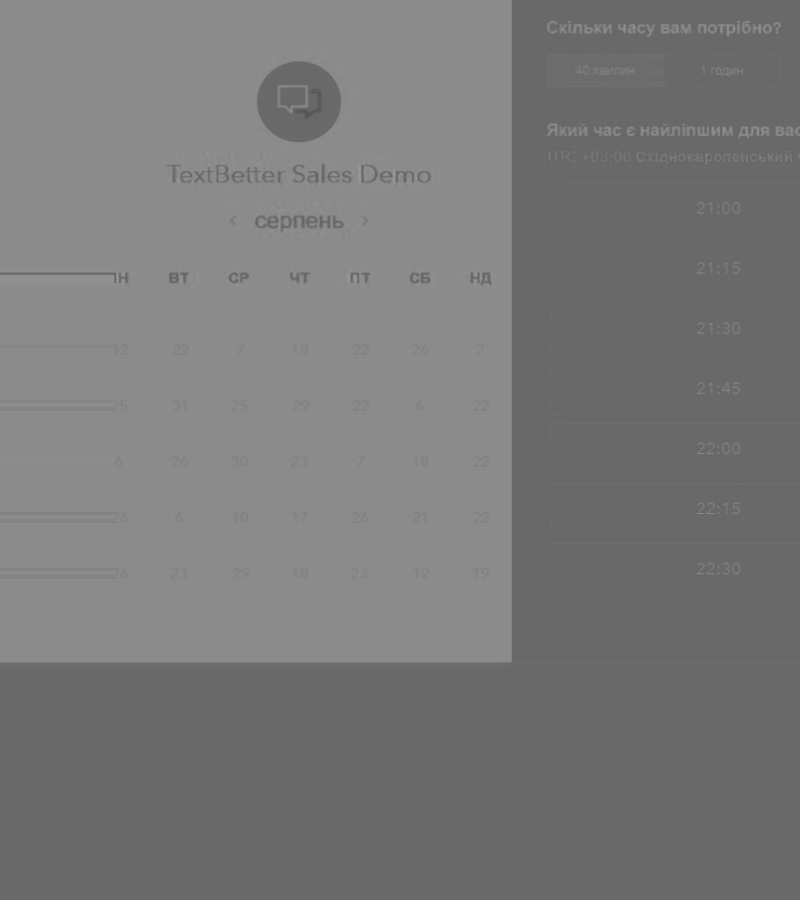 TextBetter Sales Demo
серпень
ПН ВТ СР ЧТ ПТ СБ НД
12 22 7 18 22 26 2
25 31 25 29 22 6 22
6 26 30 23 7 18 22
26 6 10 17 26 21 22
26 23 29 18 23 12 19
Скільки часу вам потрібно?
40 хвилин 1 годин
Який час є найліпшим для вас
UTC +03:00 Східноєвропейський
21:00
21:15
21:30
21:45
22:00
22:15
22:30